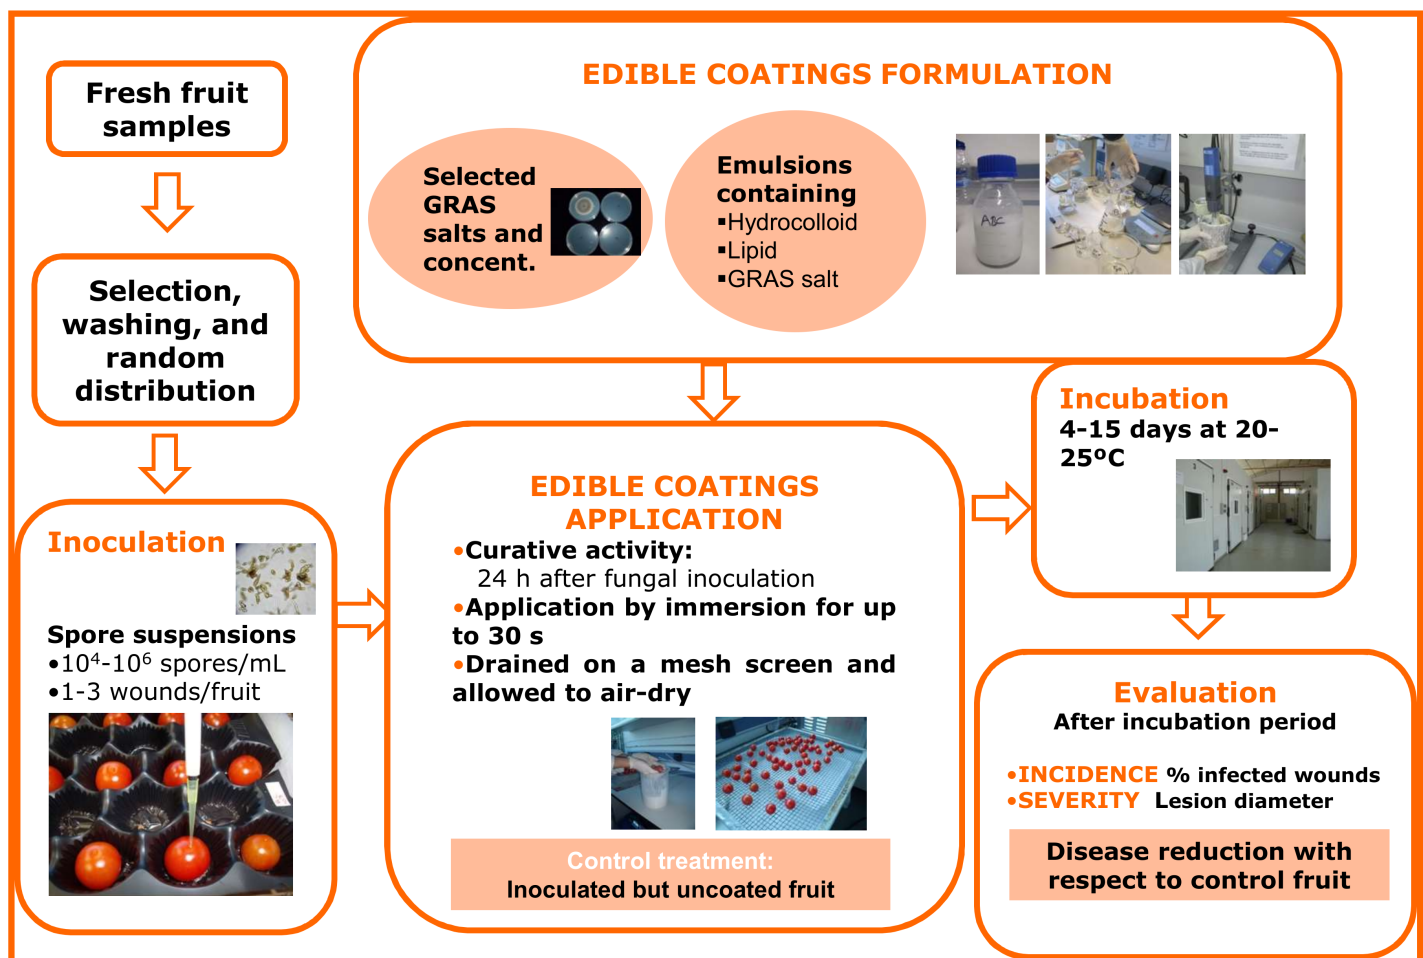 Fresh fruit
samples
Selection,
washing, and
random
distribution
Inoculation
Spore suspensions
•10⁴-10⁶ spores/mL
•1-3 wounds/fruit
EDIBLE COATINGS FORMULATION
Selected
GRAS
salts and
concent.
Emulsions
containing
▪Hydrocolloid
▪Lipid
▪GRAS salt
ABC
EDIBLE COATINGS
APPLICATION
•Curative activity:
24 h after fungal inoculation
•Application by immersion for up
to 30 s
•Drained on a mesh screen and
allowed to air-dry
Control treatment:
Inoculated but uncoated fruit
Incubation
4-15 days at 20-
25ºC
Evaluation
After incubation period
•INCIDENCE % infected wounds
•SEVERITY Lesion diameter
Disease reduction with
respect to control fruit